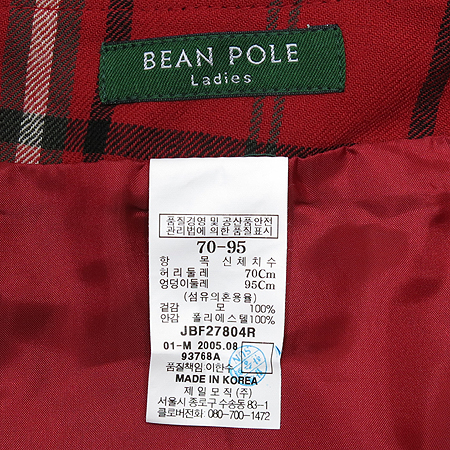 BEAN POLE
Ladies
품질경영 및 공산품안전
관리법에 의한 품질표시
70-95
항 목 신체치수
허리둘레 70Cm
엉덩이둘레 95Cm
(섬유의혼용율)
겉감 모 100%
안감 폴리에스텔100%
JBF27804R
01-M 2005.08
93768A
품질책임:이한수
MADE IN KOREA
제일모직(주)
서울시 종로구 수송동 83-1
클로버전화: 080-700-1472